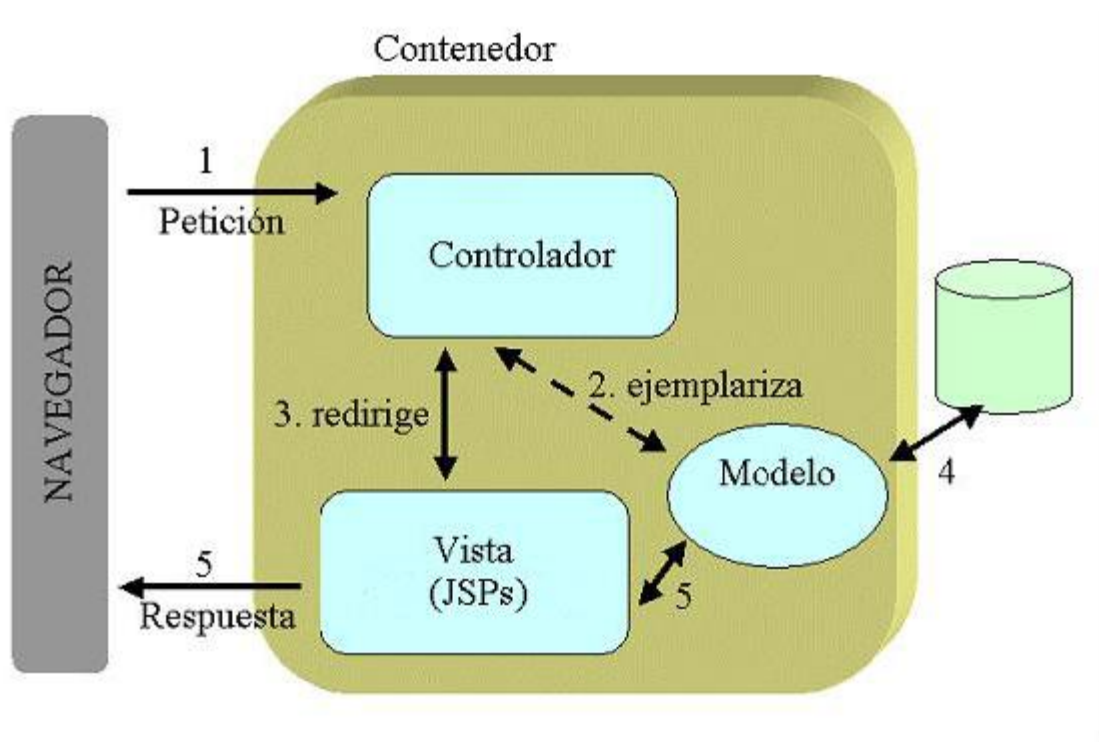 Contenedor
NAVEGADOR
1
Petición
Controlador
3. redirige
2. ejemplariza
Modelo
4
Vista
(JSPs)
5
5
Respuesta